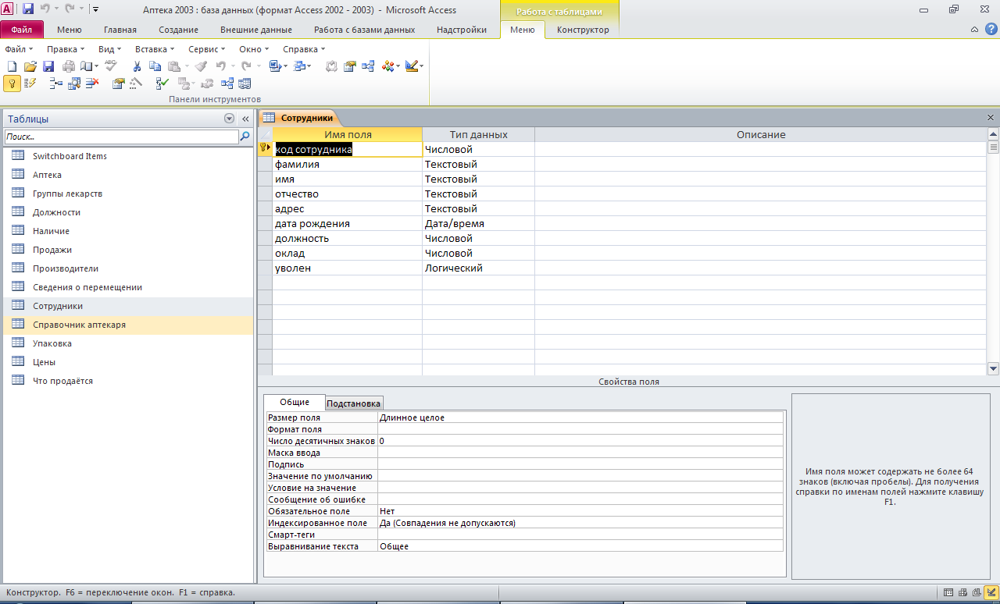 Аптека 2003 : база данных (формат Access 2002 - 2003) - Microsoft Access
Работа с таблицами
Файл Меню Главная Создание Внешние данные Работа с базами данных Надстройки Меню Конструктор
Файл Правка Вид Вставка Сервис Окно Справка
Панели инструментов
Таблицы
Поиск...
Switchboard Items
Аптека
Группы лекарств
Должности
Наличие
Продажи
Производители
Сведения о перемещении
Сотрудники
Справочник аптекаря
Упаковка
Цены
Что продаётся
Сотрудники
Имя поля Тип данных Описание
код сотрудника Числовой
фамилия Текстовый
имя Текстовый
отчество Текстовый
адрес Текстовый
дата рождения Дата/время
должность Числовой
оклад Числовой
уволен Логический
Свойства поля
Общие Подстановка
Размер поля Длинное целое
Формат поля
Число десятичных знаков 0
Маска ввода
Подпись
Значение по умолчанию
Условие на значение
Сообщение об ошибке
Обязательное поле Нет
Индексированное поле Да (Совпадения не допускаются)
Смарт-теги
Выравнивание текста Общее
Имя поля может содержать не более 64
знаков (включая пробелы). Для получения
справки по именам полей нажмите клавишу
F1.
Конструктор. F6 = переключение окон. F1 = справка.